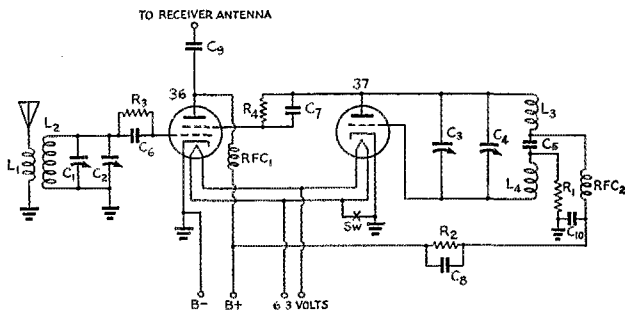 TO RECEIVER ANTENNA
C9
36
37
R3
R4
C7
L2
C6
C3
C4
L3
C5
L1
C1
C2
RFC1
L4
R1
RFC2
SW
R2
C10
C8
B-
B+
6 3 VOLTS